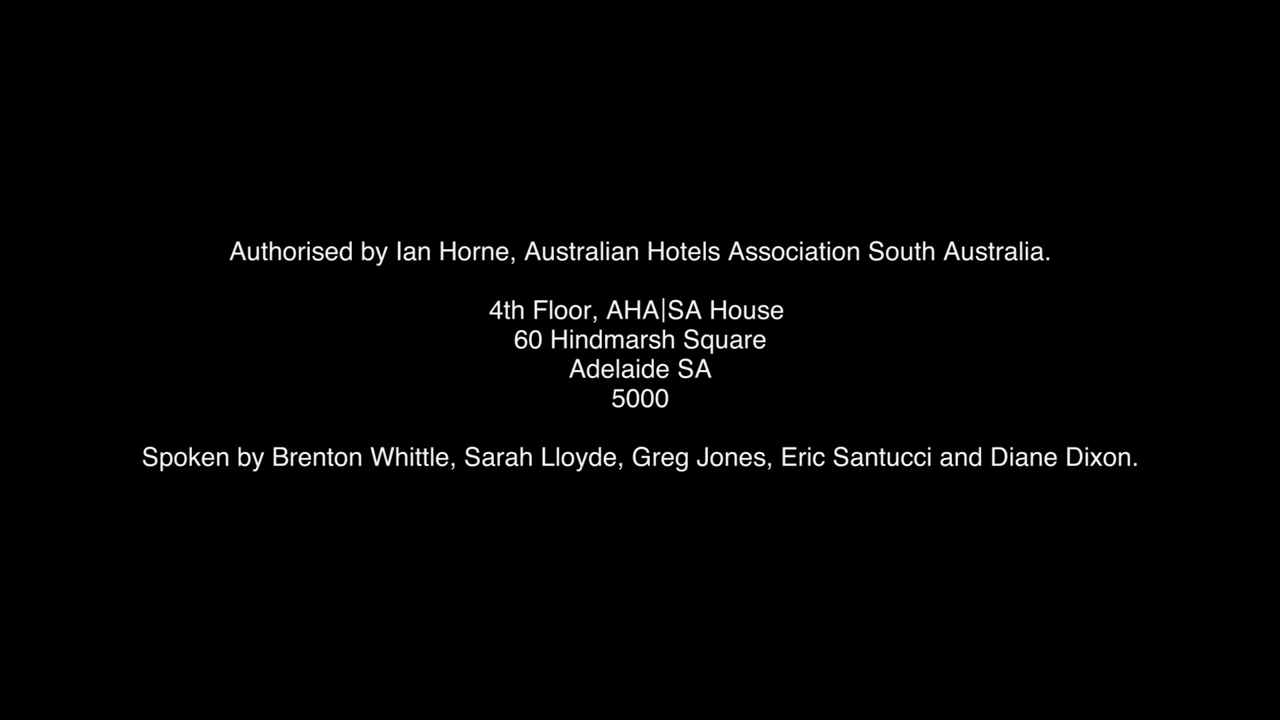 Authorised by Ian Horne, Australian Hotels Association South Australia.
4th Floor, AHA|SA House
60 Hindmarsh Square
Adelaide SA
5000
Spoken by Brenton Whittle, Sarah Lloyde, Greg Jones, Eric Santucci and Diane Dixon.